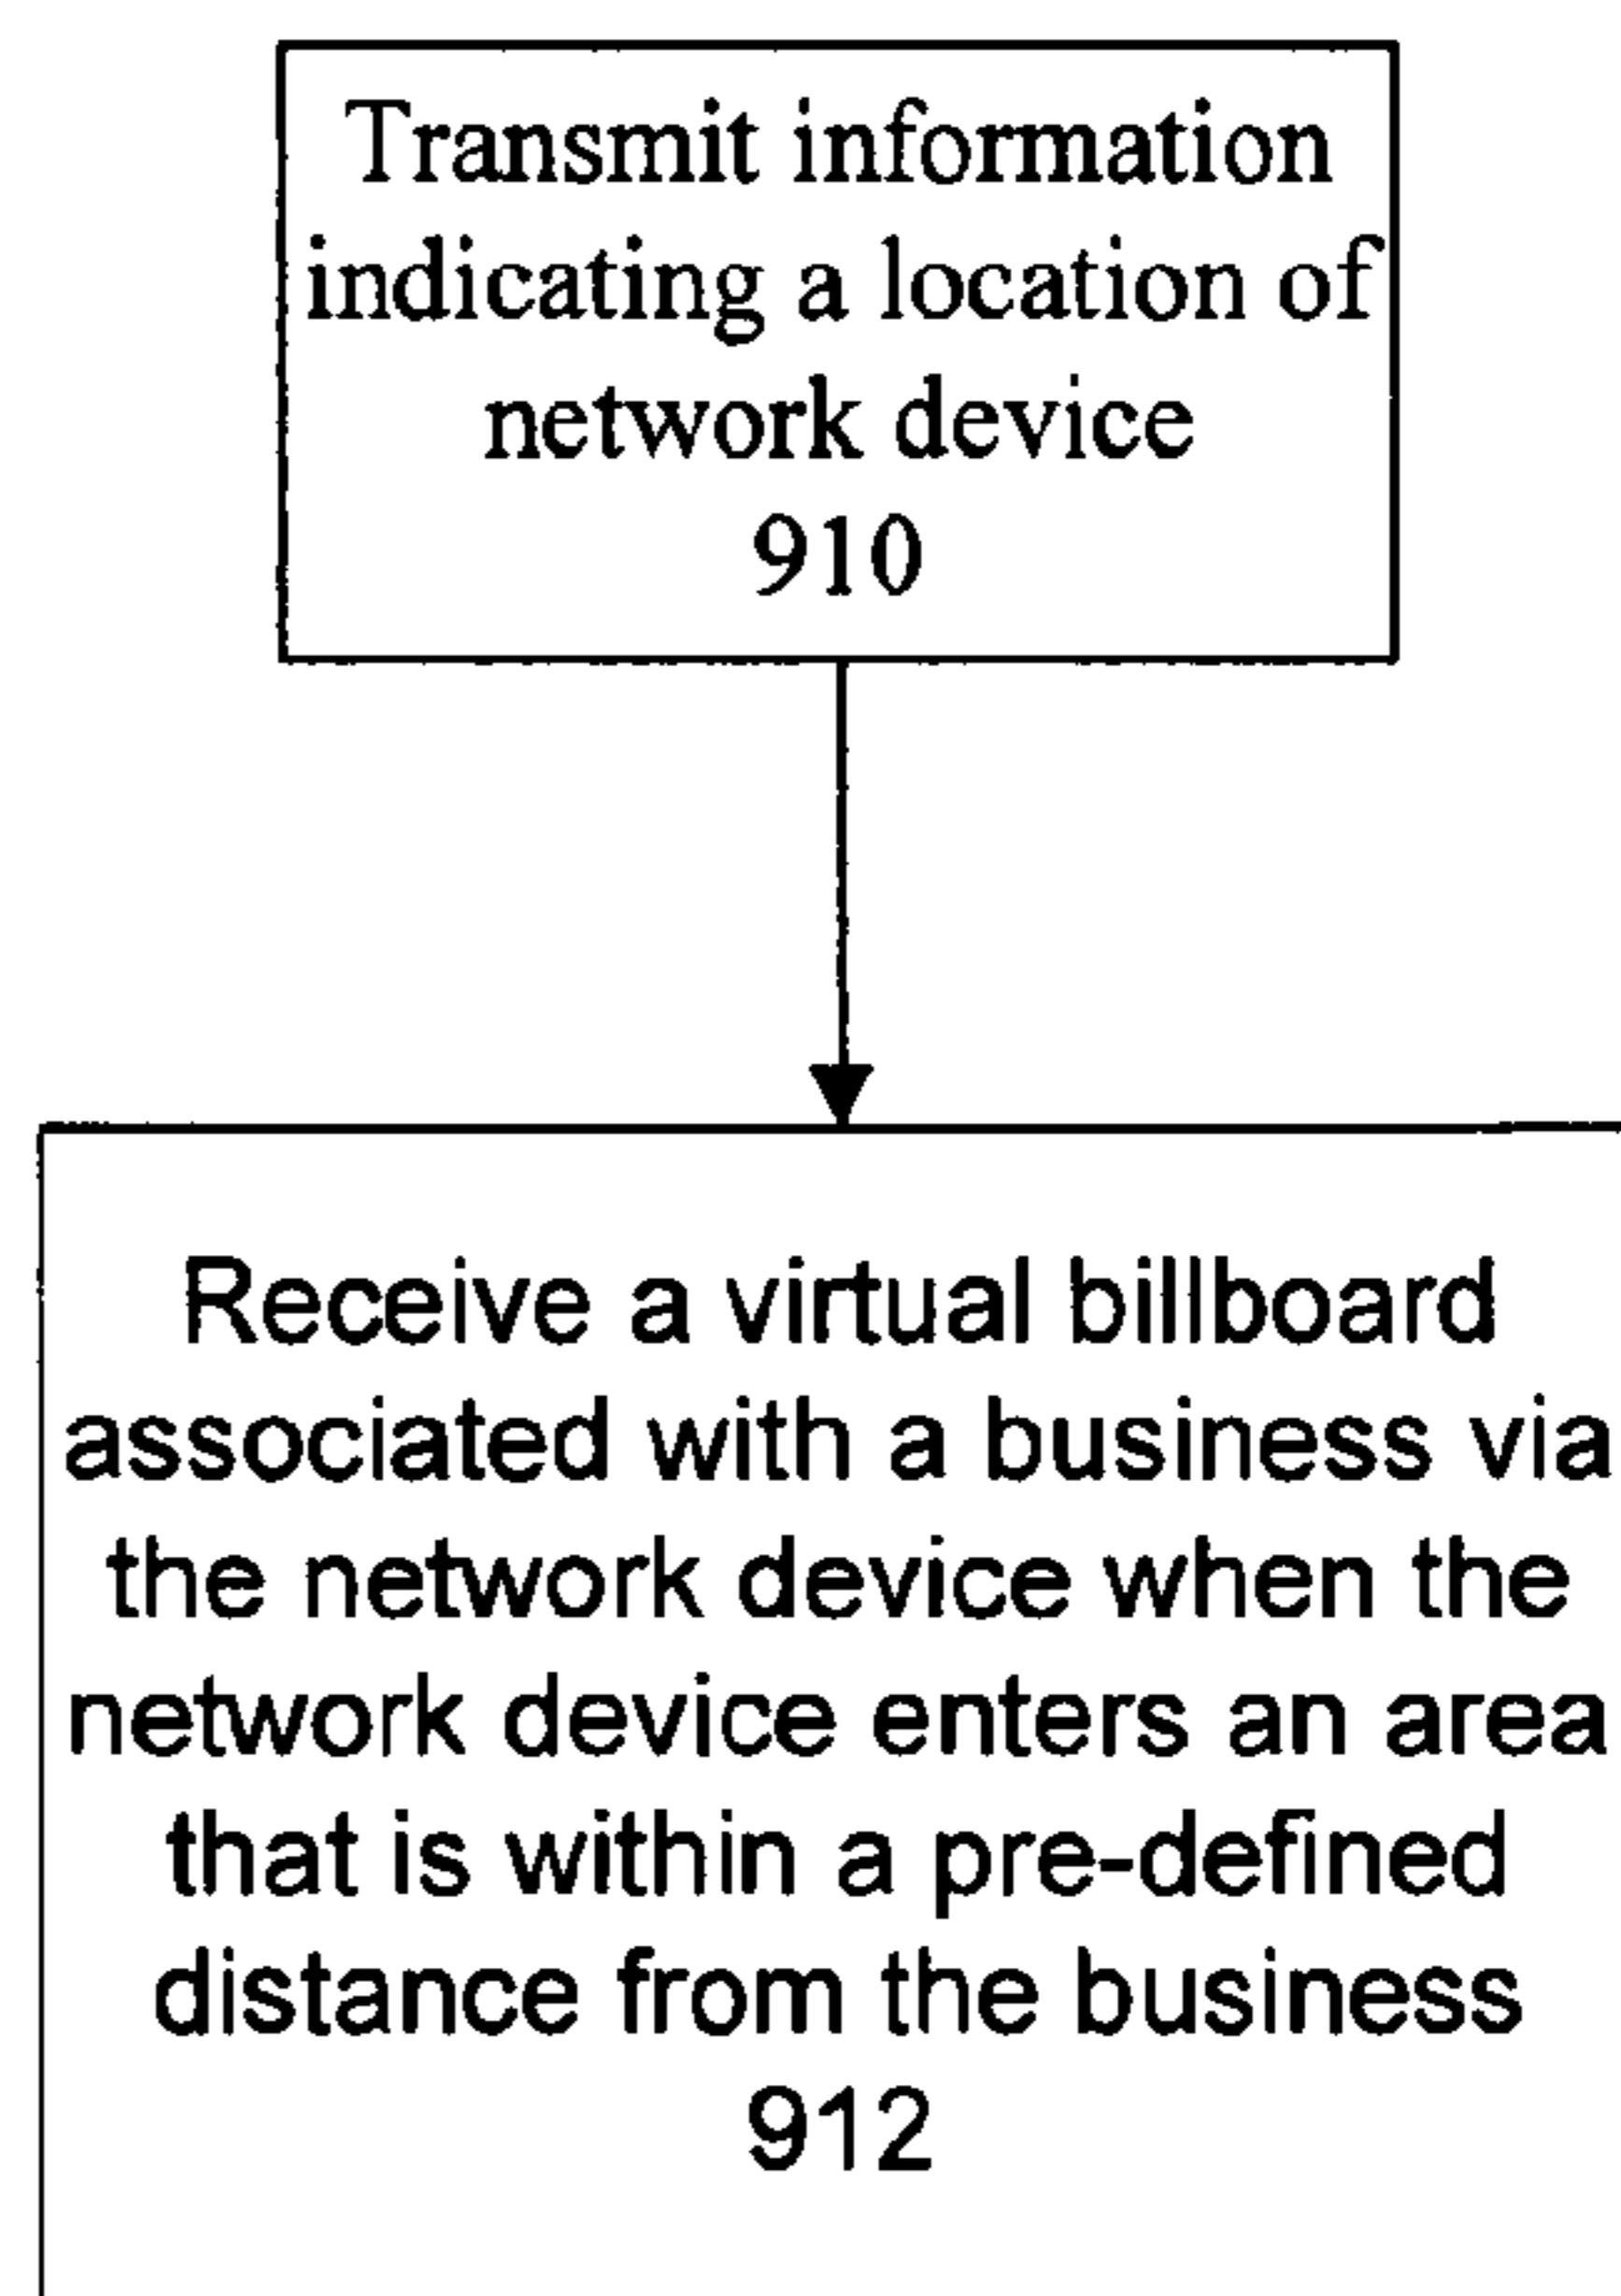 Transmit information
indicating a location of
network device
910
Receive a virtual billboard
associated with a business via
the network device when the
network device enters an area
that is within a pre-defined
distance from the business
912